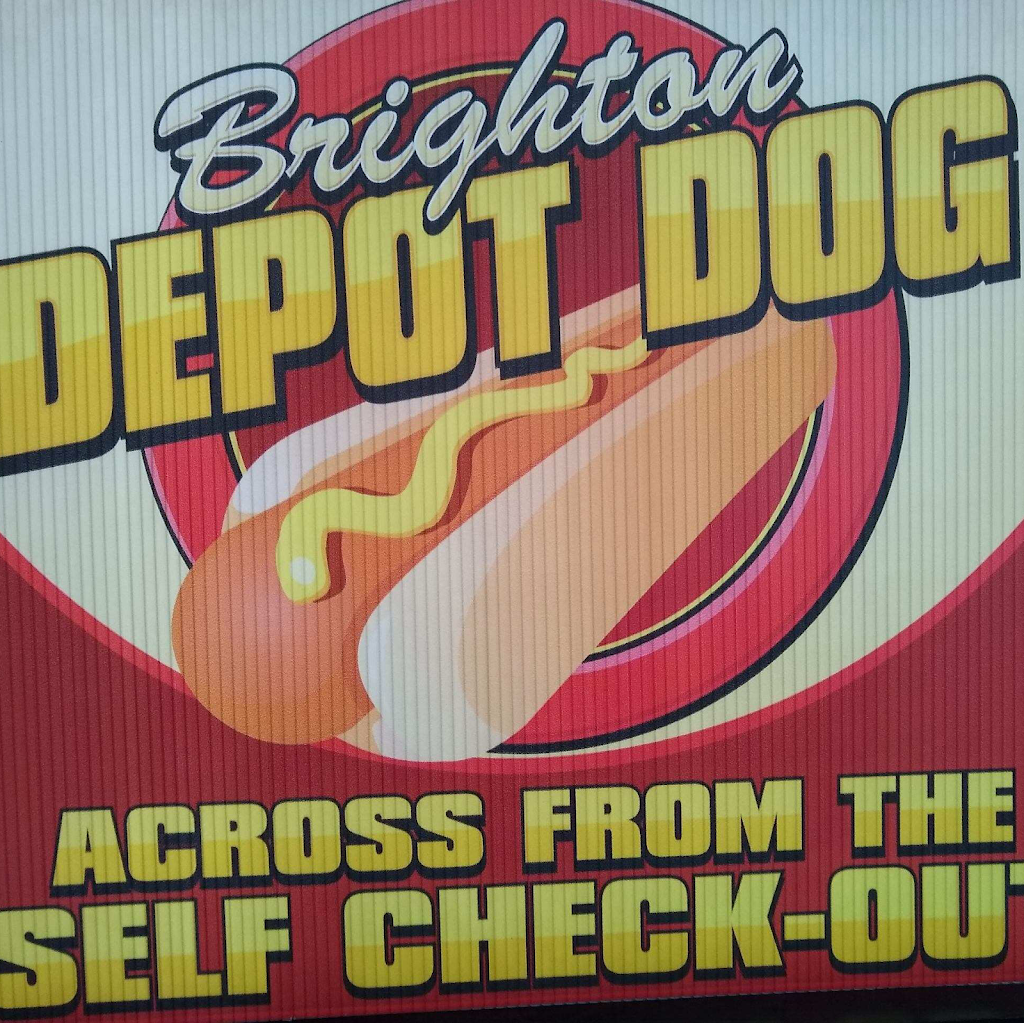 Brighton
DEPOT DOG
ACROSS FROM THE
SELF CHECK-OUT